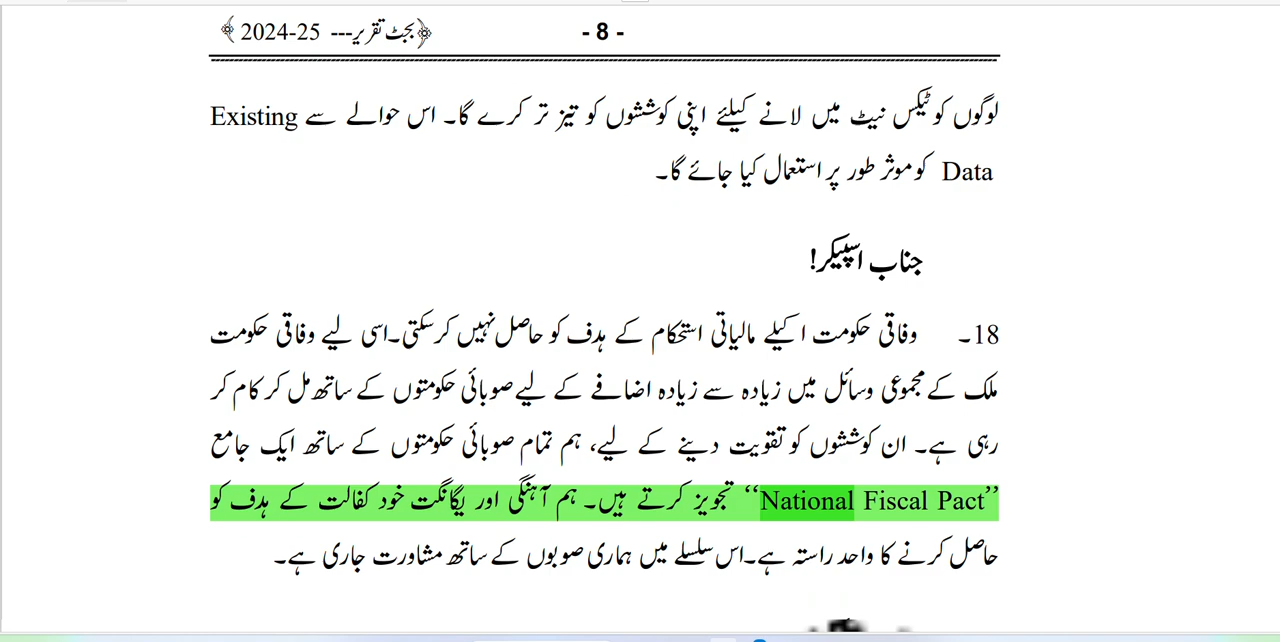 ﴿بجٹ تقریر--- 2024-25﴾ - 8 -
لوگوں کو ٹیکس نیٹ میں لانے کیلئے اپنی کوششوں کو تیز تر کرے گا۔ اس حوالے سے Existing
Data کو موثر طور پر استعمال کیا جائے گا۔
جناب اسپیکر!
18۔ وفاقی حکومت اکیلے مالیاتی استحکام کے ہدف کو حاصل نہیں کرسکتی۔اسی لیے وفاقی حکومت
ملک کے مجموعی وسائل میں زیادہ سے زیادہ اضافے کے لیے صوبائی حکومتوں کے ساتھ مل کر کام کر
رہی ہے۔ ان کوششوں کو تقویت دینے کے لیے، ہم تمام صوبائی حکومتوں کے ساتھ ایک جامع
”National Fiscal Pact“ تجویز کرتے ہیں۔ ہم آہنگی اور یگانگت خود کفالت کے ہدف کو
حاصل کرنے کا واحد راستہ ہے۔اس سلسلے میں ہماری صوبوں کے ساتھ مشاورت جاری ہے۔